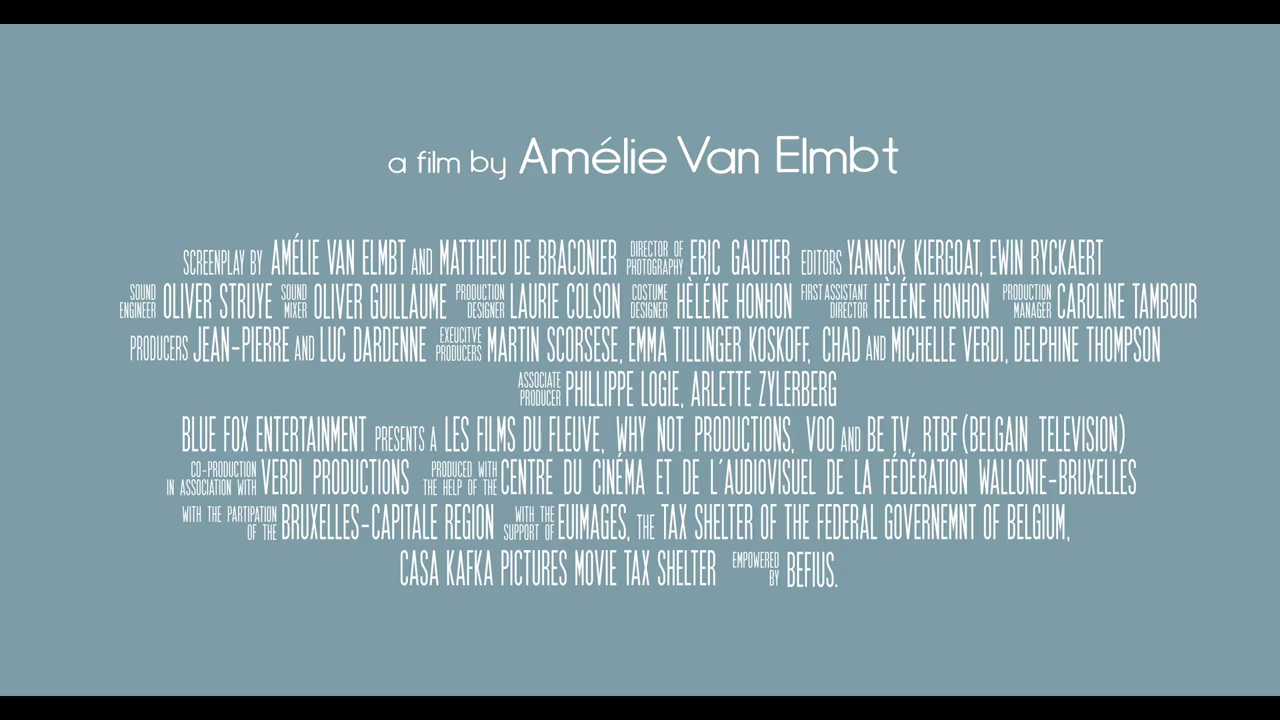 a film by Amélie Van Elmbt
SCREENPLAY BY AMÉLIE VAN ELMBT AND MATTHIEU DE BRACONIER DIRECTOR OF PHOTOGRAPHY ERIC GAUTIER EDITORS YANNICK KIERGOAT, EWIN RYCKAERT
SOUND ENGINEER OLIVER STRUYE SOUND MIXER OLIVER GUILLAUME PRODUCTION DESIGNER LAURIE COLSON COSTUME DESIGNER HÈLÉNE HONHON FIRST ASSISTANT DIRECTOR HÈLÉNE HONHON PRODUCTION MANAGER CAROLINE TAMBOUR
PRODUCERS JEAN-PIERRE AND LUC DARDENNE EXEUCITVE PRODUCERS MARTIN SCORSESE, EMMA TILLINGER KOSKOFF, CHAD AND MICHELLE VERDI, DELPHINE THOMPSON
ASSOCIATE PRODUCER PHILLIPPE LOGIE, ARLETTE ZYLERBERG
BLUE FOX ENTERTAINMENT PRESENTS A LES FILMS DU FLEUVE, WHY NOT PRODUCTIONS, VOO AND BE TV, RTBF (BELGAIN TELEVISION)
CO-PRODUCTION IN ASSOCIATION WITH VERDI PRODUCTIONS PRODUCED WITH THE HELP OF THE CENTRE DU CINÉMA ET DE L'AUDIOVISUEL DE LA FÉDÉRATION WALLONIE-BRUXELLES
WITH THE PARTIPATION OF THE BRUXELLES-CAPITALE REGION WITH THE SUPPORT OF EUIMAGES, THE TAX SHELTER OF THE FEDERAL GOVERNEMNT OF BELGIUM,
CASA KAFKA PICTURES MOVIE TAX SHELTER EMPOWERED BY BEFIUS.